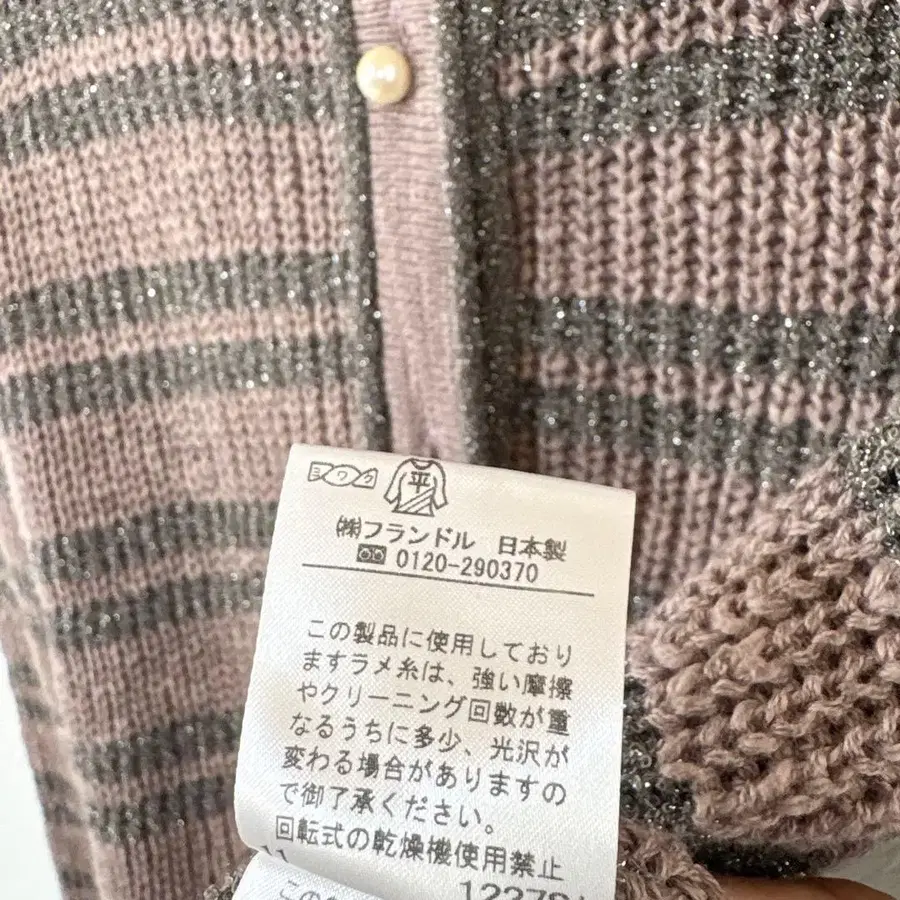 ミワク 平
㈱フランドル 日本製
0120-290370
この製品に使用しており
ますラメ糸は、強い摩擦
やクリーニング回数が重
なるうちに多少、光沢が
変わる場合がありますの
で御了承ください。
回転式の乾燥機使用禁止
11
この